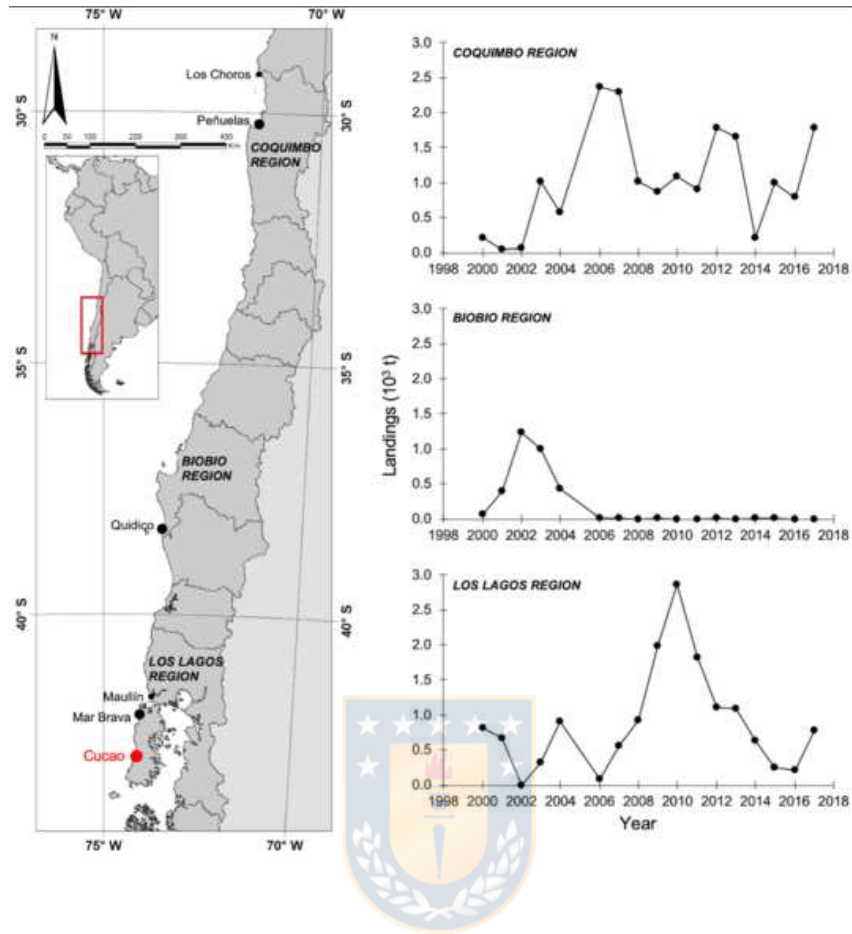 75° W
70° W
N
Los Choros
Peñuelas
0 50 100 200 300 400
Km
COQUIMBO
REGION
30° S
30° S
35° S
35° S
BIOBIO
REGION
Quidico
40° S
40° S
LOS LAGOS
REGION
Maullín
Mar Brava
Cucao
75° W
70° W
COQUIMBO REGION
3.0
2.5
2.0
1.5
1.0
0.5
0.0
1998 2000 2002 2004 2006 2008 2010 2012 2014 2016 2018
BIOBIO REGION
3.0
2.5
2.0
1.5
1.0
0.5
0.0
1998 2000 2002 2004 2006 2008 2010 2012 2014 2016 2018
Landings (10³ t)
LOS LAGOS REGION
3.0
2.5
2.0
1.5
1.0
0.5
0.0
1998 2000 2002 2004 2006 2008 2010 2012 2014 2016 2018
Year